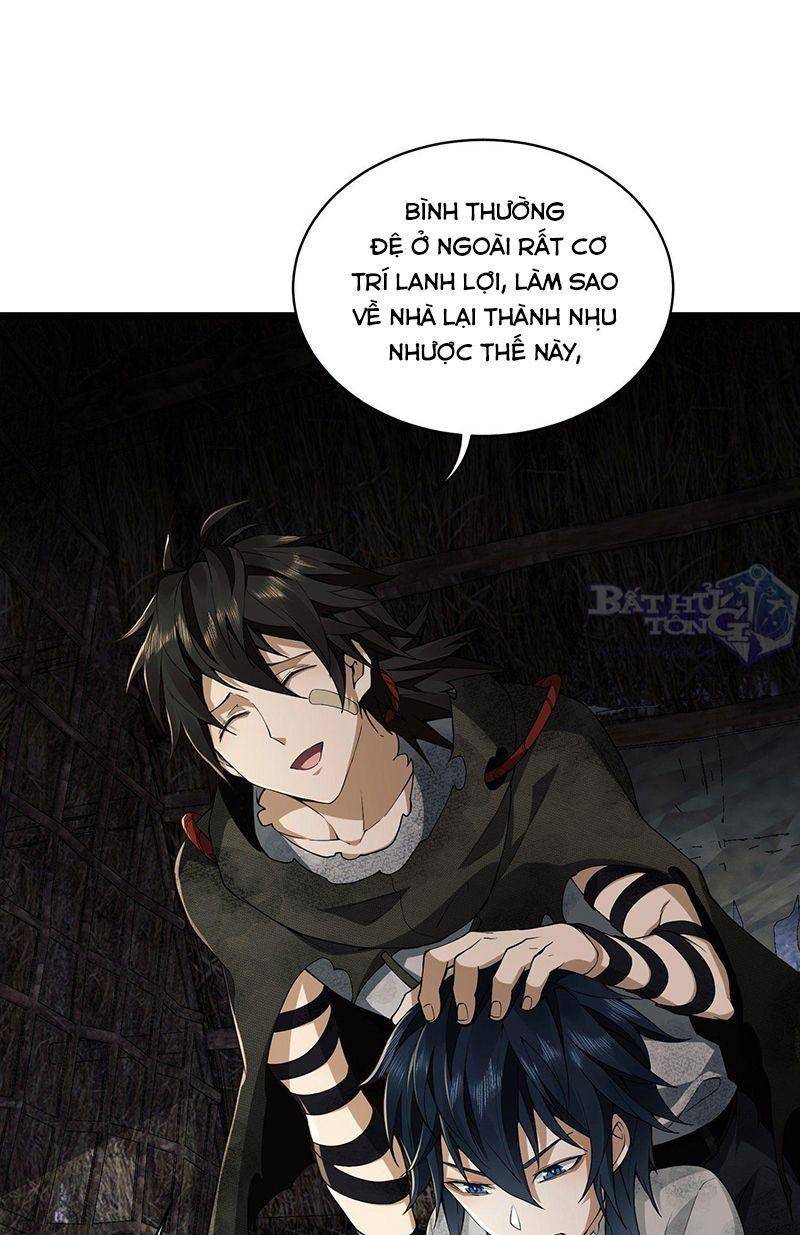 BÌNH THƯỜNG
ĐỆ Ở NGOÀI RẤT CƠ
TRÍ LANH LỢI, LÀM SAO
VỀ NHÀ LẠI THÀNH NHU
NHƯỢC THẾ NÀY,
BẤT HỦ
TÔNG